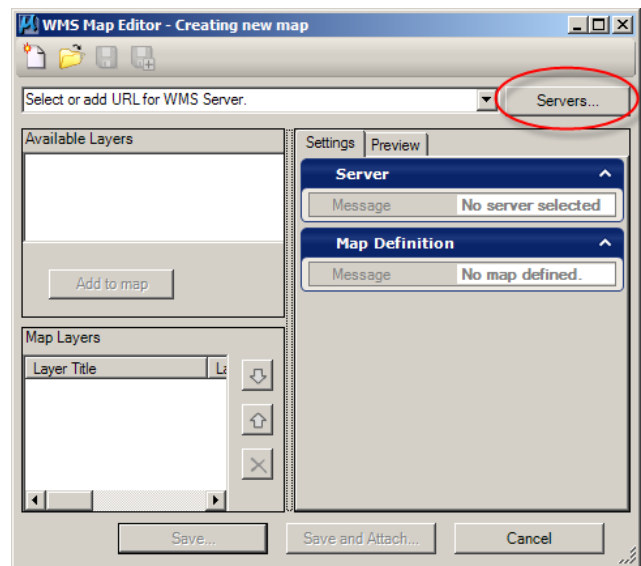 WMS Map Editor - Creating new map
Select or add URL for WMS Server.
Servers...
Available Layers
Settings
Preview
Server
Message
No server selected
Map Definition
Message
No map defined.
Add to map
Map Layers
Layer Title
La
Save...
Save and Attach...
Cancel